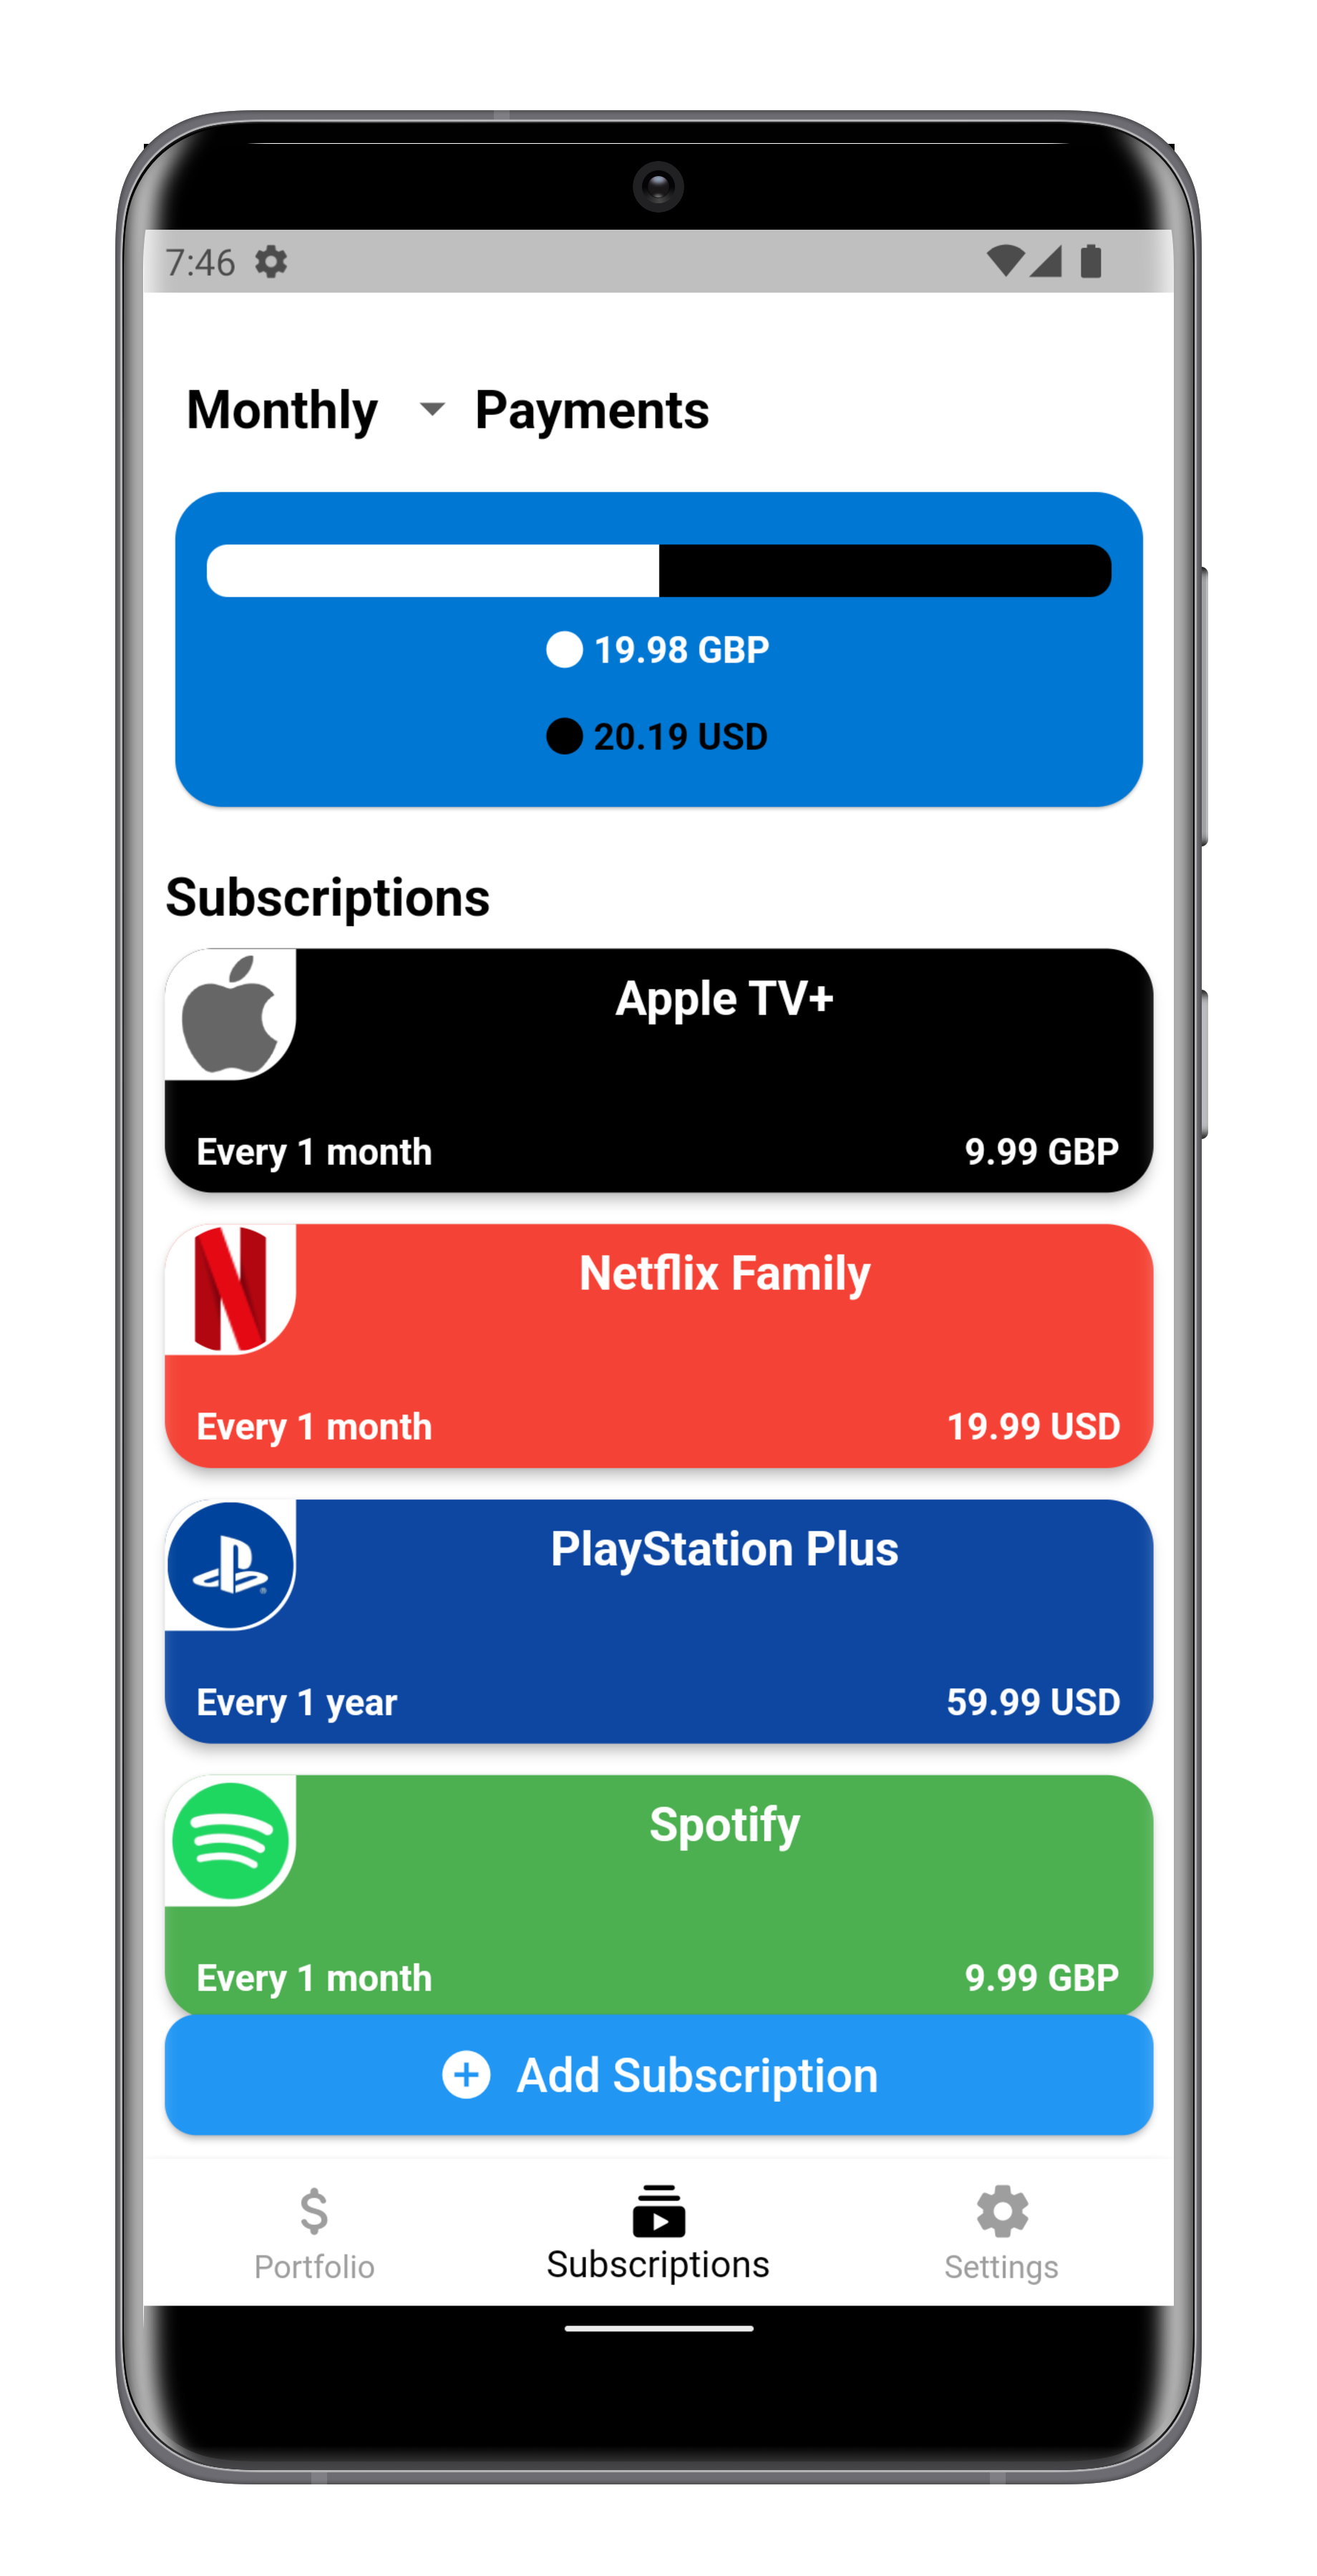 7:46
Monthly Payments
19.98 GBP
20.19 USD
Subscriptions
Apple TV+
Every 1 month 9.99 GBP
Netflix Family
Every 1 month 19.99 USD
PlayStation Plus
Every 1 year 59.99 USD
Spotify
Every 1 month 9.99 GBP
Add Subscription
Portfolio Subscriptions Settings